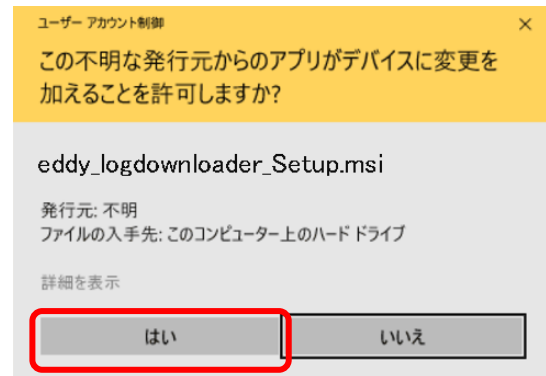 ユーザー アカウント制御
この不明な発行元からのアプリがデバイスに変更を
加えることを許可しますか?
eddy_logdownloader_Setup.msi
発行元: 不明
ファイルの入手先: このコンピューター上のハード ドライブ
詳細を表示
はい
いいえ